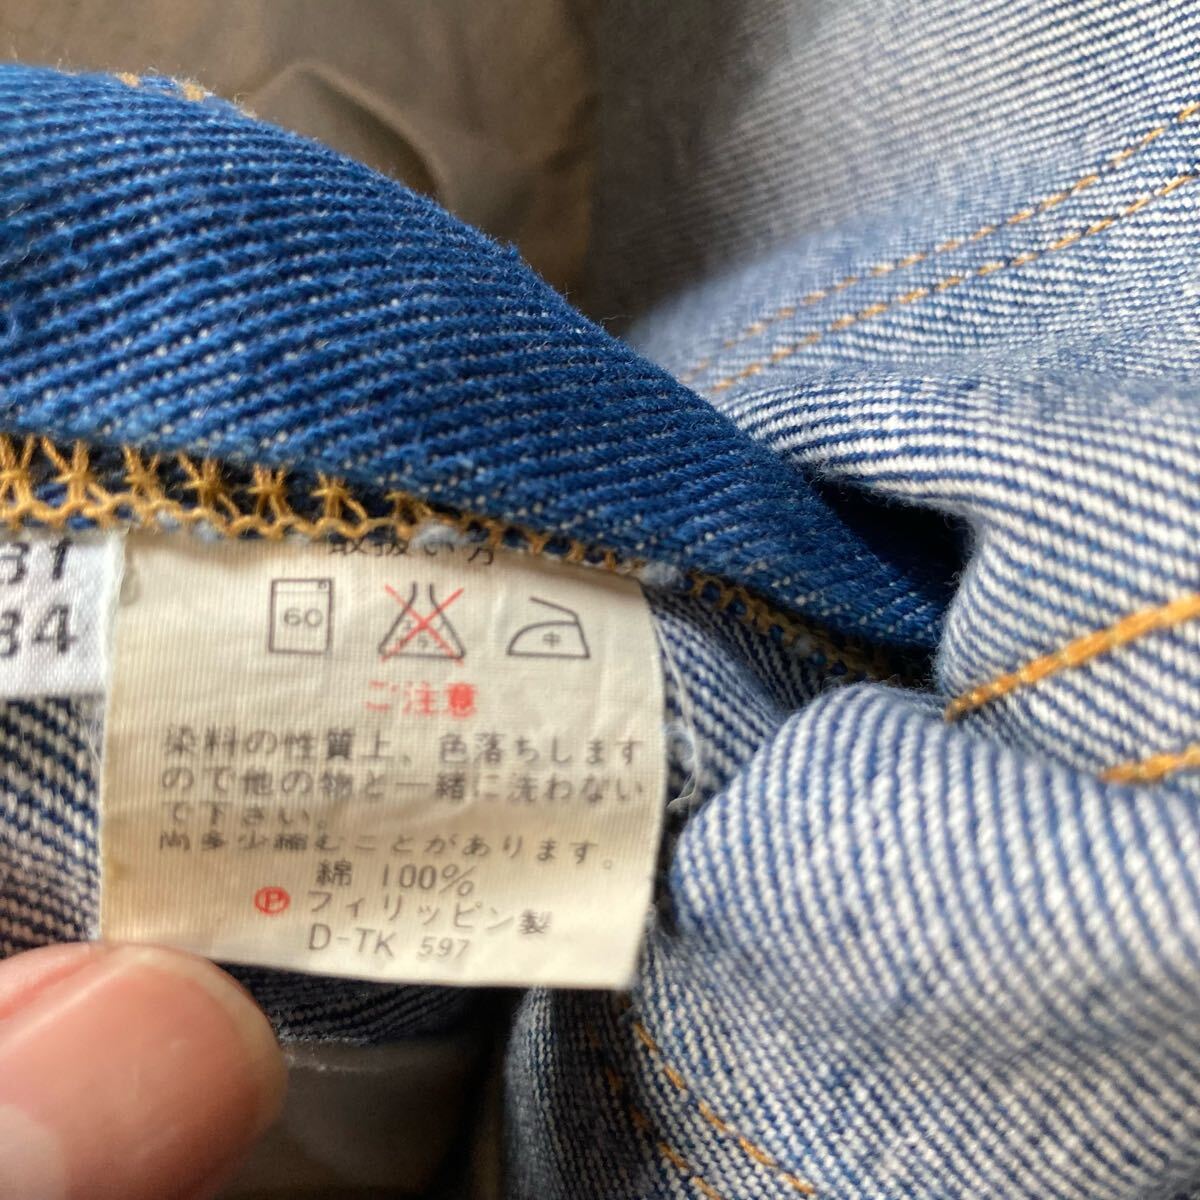 取扱い方
34
60
中
ご注意
染料の性質上、色落ちします
ので他の物と一緒に洗わない
で下さい。
尚多少縮むことがあります。
綿 100%
Ⓟ フィリッピン製
D-TK 597